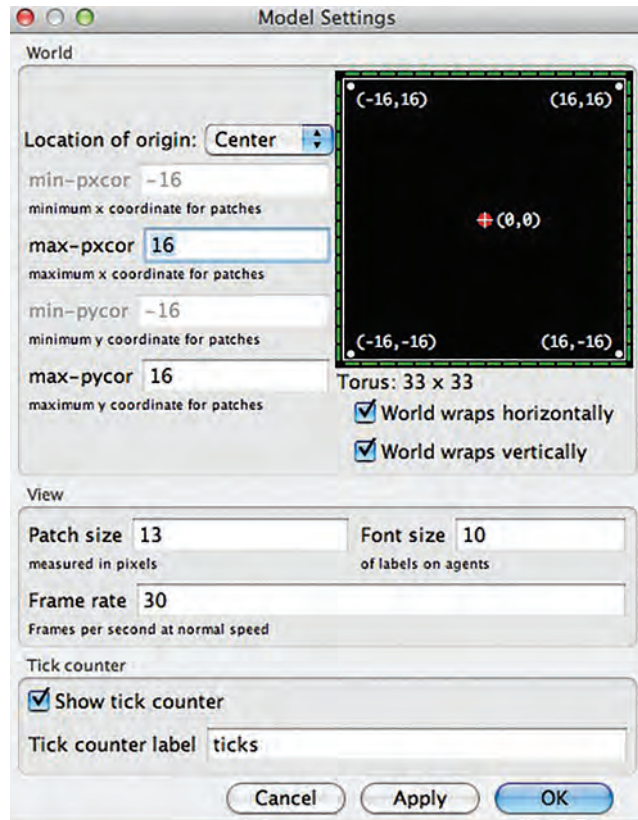 Model Settings
World
Location of origin: Center
min-pxcor -16
minimum x coordinate for patches
max-pxcor 16
maximum x coordinate for patches
min-pycor -16
minimum y coordinate for patches
max-pycor 16
maximum y coordinate for patches
(-16,16) (16,16)
(0,0)
(-16,-16) (16,-16)
Torus: 33 x 33
World wraps horizontally
World wraps vertically
View
Patch size 13
measured in pixels
Font size 10
of labels on agents
Frame rate 30
Frames per second at normal speed
Tick counter
Show tick counter
Tick counter label ticks
Cancel Apply OK